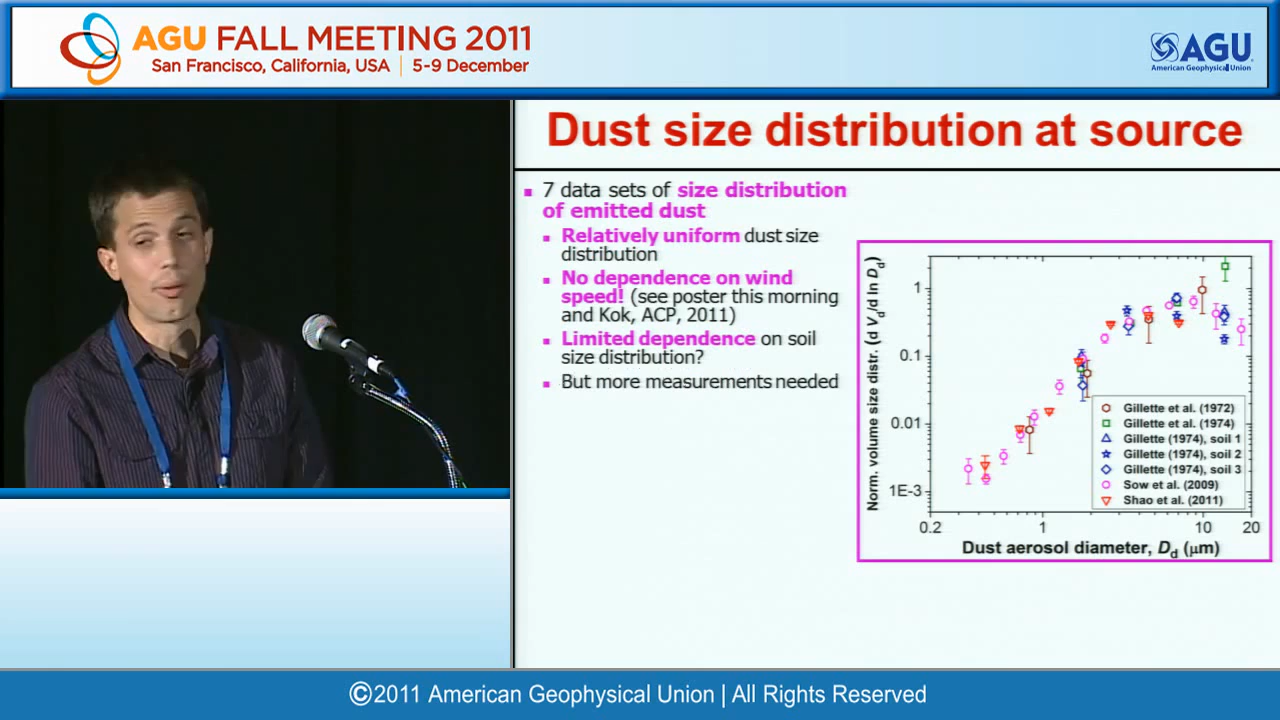 AGU FALL MEETING 2011
San Francisco, California, USA | 5-9 December
AGU
American Geophysical Union
Dust size distribution at source
7 data sets of size distribution
of emitted dust
Relatively uniform dust size
distribution
No dependence on wind
speed! (see poster this morning
and Kok, ACP, 2011)
Limited dependence on soil
size distribution?
But more measurements needed
Norm. volume size distr. (d Vd/d ln Dd)
1
0.1
0.01
1E-3
Gillette et al. (1972)
Gillette et al. (1974)
Gillette (1974), soil 1
Gillette (1974), soil 2
Gillette (1974), soil 3
Sow et al. (2009)
Shao et al. (2011)
0.2 1 10 20
Dust aerosol diameter, Dd (μm)
©2011 American Geophysical Union | All Rights Reserved